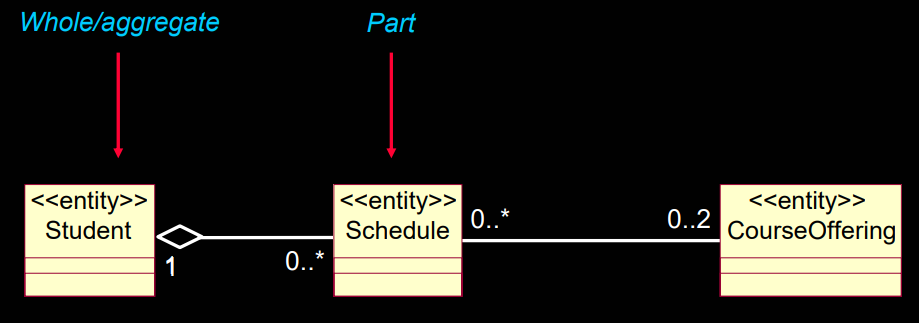 Whole/aggregate
Part
<<entity>>
Student
1
0..*
<<entity>>
Schedule
0..*
0..2
<<entity>>
CourseOffering